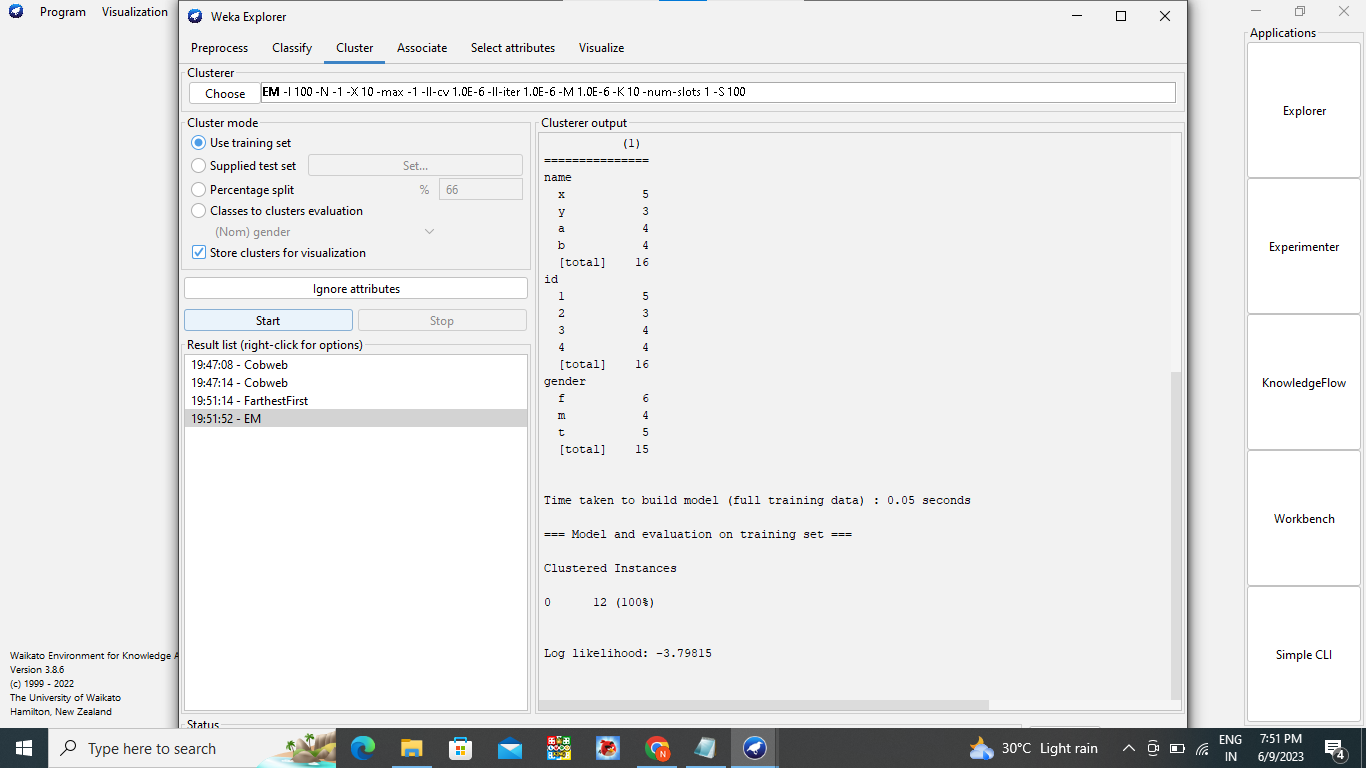 Program Visualization
Weka Explorer
Preprocess Classify Cluster Associate Select attributes Visualize
Clusterer
Choose EM -I 100 -N -1 -X 10 -max -1 -ll-cv 1.0E-6 -ll-iter 1.0E-6 -M 1.0E-6 -K 10 -num-slots 1 -S 100
Cluster mode
Use training set
Supplied test set Set...
Percentage split % 66
Classes to clusters evaluation
(Nom) gender
Store clusters for visualization
Ignore attributes
Start Stop
Result list (right-click for options)
19:47:08 - Cobweb
19:47:14 - Cobweb
19:51:14 - FarthestFirst
19:51:52 - EM
Clusterer output
(1)
===============
name
x 5
y 3
a 4
b 4
[total] 16
id
1 5
2 3
3 4
4 4
[total] 16
gender
f 6
m 4
t 5
[total] 15
Time taken to build model (full training data) : 0.05 seconds
=== Model and evaluation on training set ===
Clustered Instances
0 12 (100%)
Log likelihood: -3.79815
Status
Applications
Explorer
Experimenter
KnowledgeFlow
Workbench
Simple CLI
Waikato Environment for Knowledge A
Version 3.8.6
(c) 1999 - 2022
The University of Waikato
Hamilton, New Zealand
Type here to search
N
30°C Light rain
ENG
IN
7:51 PM
6/9/2023
4